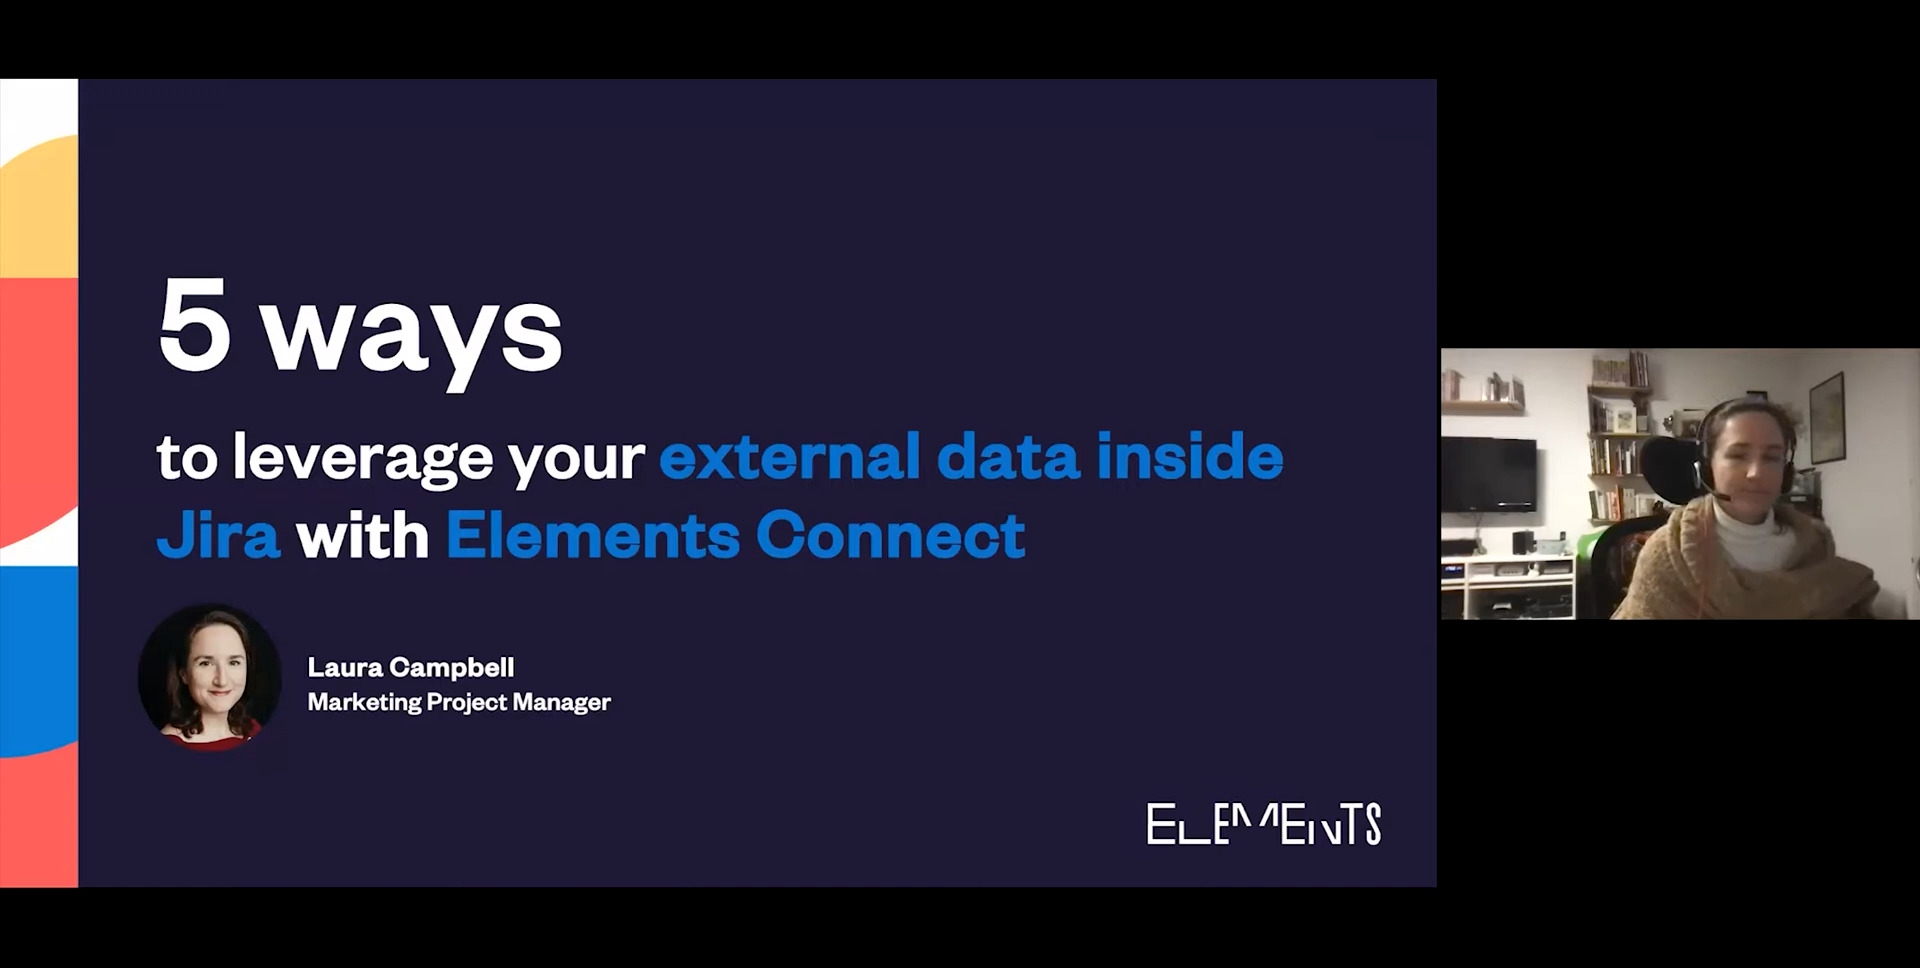 5 ways
to leverage your external data inside
Jira with Elements Connect
Laura Campbell
Marketing Project Manager
ELEMENTS